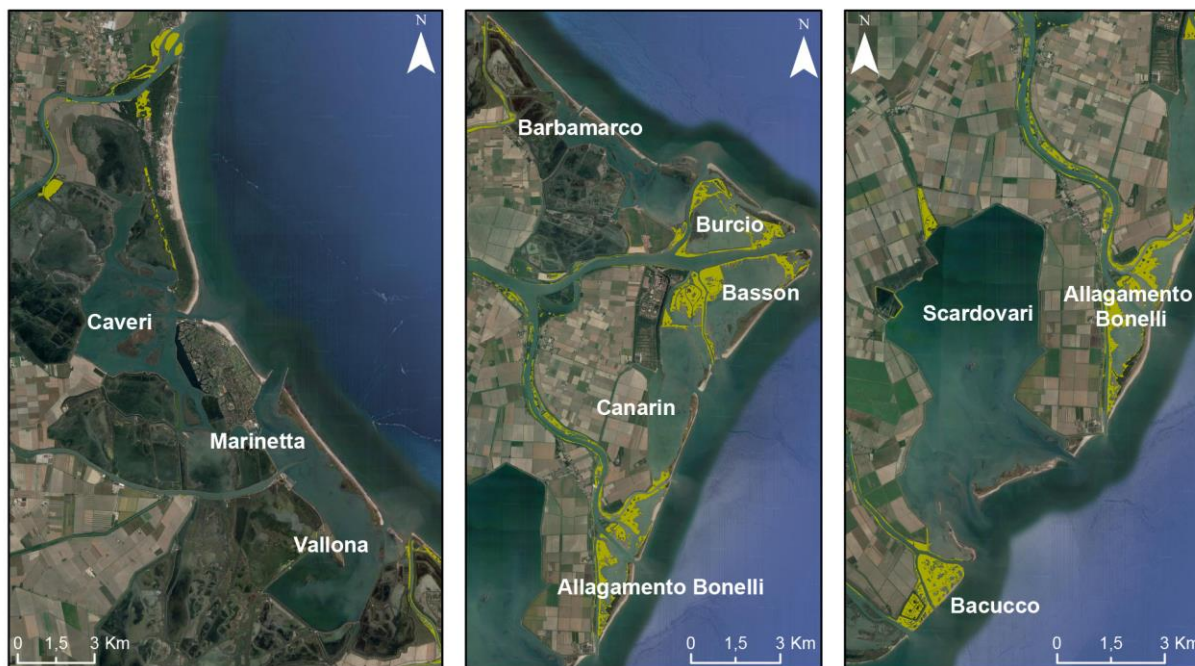 N
Caveri
Marinetta
Vallona
0 1,5 3 Km
N
Barbamarco
Burcio
Basson
Canarin
Allagamento Bonelli
0 1,5 3 Km
N
Scardovari
Allagamento
Bonelli
Bacucco
0 1,5 3 Km